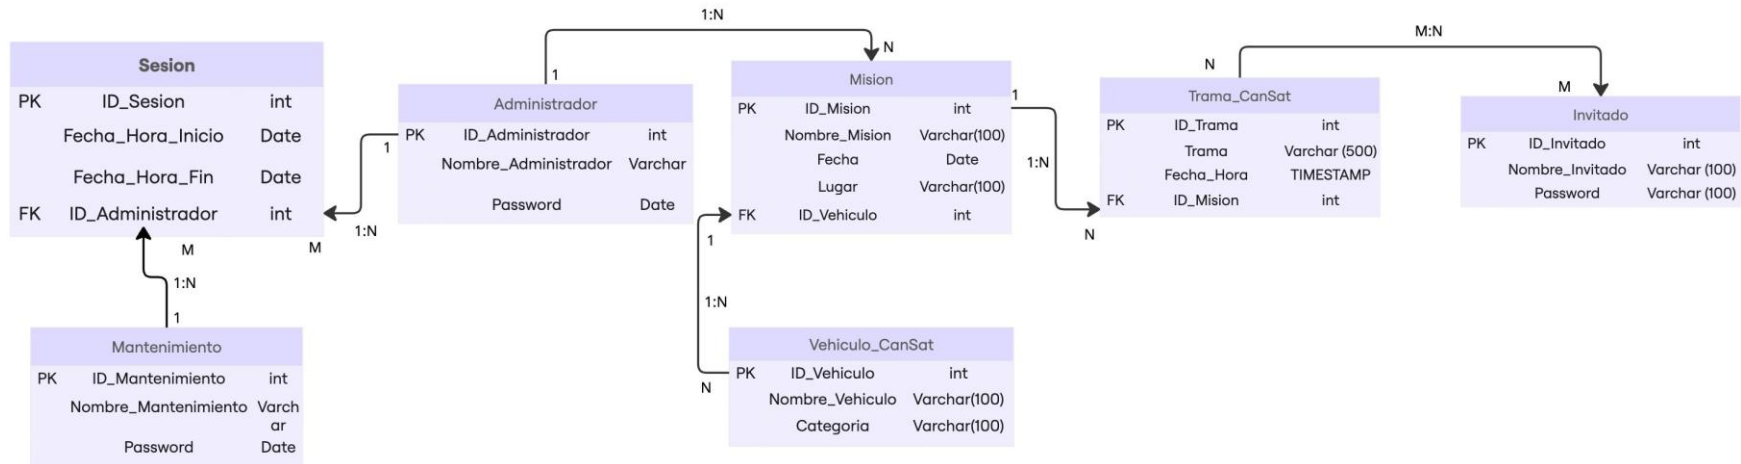 1:N
1
N
Sesion
PK ID_Sesion int
Fecha_Hora_Inicio Date
Fecha_Hora_Fin Date
FK ID_Administrador int
M
1:N
1
M
1:N
1
Administrador
PK ID_Administrador int
Nombre_Administrador Varchar
Password Date
Mantenimiento
PK ID_Mantenimiento int
Nombre_Mantenimiento Varch
ar
Password Date
Mision
PK ID_Mision int
Nombre_Mision Varchar(100)
Fecha Date
Lugar Varchar(100)
FK ID_Vehiculo int
1
1:N
N
Vehiculo_CanSat
PK ID_Vehiculo int
Nombre_Vehiculo Varchar(100)
Categoria Varchar(100)
1
1:N
N
Trama_CanSat
PK ID_Trama int
Trama Varchar (500)
Fecha_Hora TIMESTAMP
FK ID_Mision int
M:N
N
M
Invitado
PK ID_Invitado int
Nombre_Invitado Varchar (100)
Password Varchar (100)